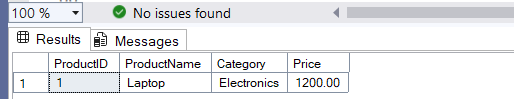 100 % No issues found
Results Messages
ProductID ProductName Category Price
1 1 Laptop Electronics 1200.00